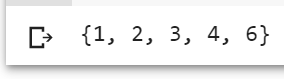 {1, 2, 3, 4, 6}